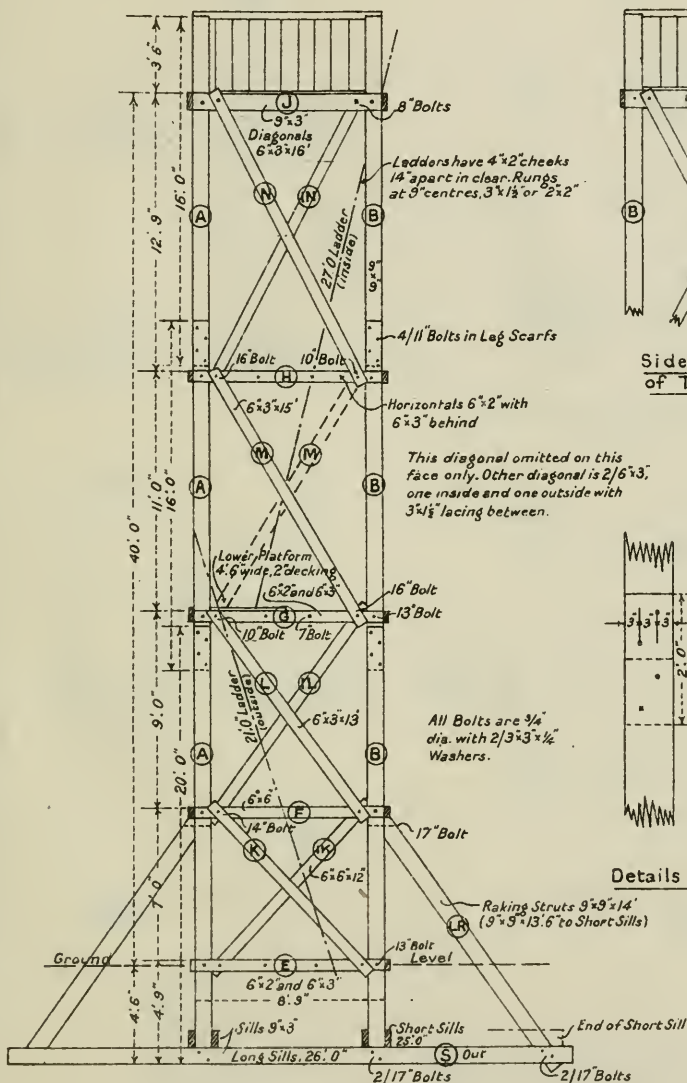 3' 6"
16' 0"
12' 9"
J
9"x3"
Diagonals
6"x3"x16'
8" Bolts
Ladders have 4"x2" cheeks
14" apart in clear. Rungs
at 9" centres, 3"x1½" or 2"x2"
N
N
A
B
B
27'.0 Ladder
(inside)
9"x9"
4/11" Bolts in Leg Scarfs
16" Bolt
10" Bolt
H
Side
of T
Horizontals 6"x2" with
6"x3" behind
6"x3"x15'
M
M
This diagonal omitted on this
face only. Other diagonal is 2/6"x3",
one inside and one outside with
3"x1½" lacing between.
A
B
40' 0"
11' 0"
16' 0"
Lower Platform
4'.6" wide, 2" decking
6"x2" and 6"x3"
16" Bolt
G
13" Bolt
10" Bolt
7" Bolt
3" 3" 3"
2'. 0"
L
L
21'.0 Ladder
(outside)
6"x3"x13'
9' 0"
20' 0"
A
B
All Bolts are ¾"
dia. with 2/3"x3"x¼"
Washers.
6"x6"
F
14" Bolt
17" Bolt
K
K
6"x6"x12'
7' 0"
Details
Raking Struts 9"x9"x14'
(9"x9"x13'.6" to Short Sills)
LR
13" Bolt
Ground
E
Level
6"x2" and 6"x3"
8'. 9"
4' 6"
4' 9"
Sills 9"x3"
Short Sills
25'.0"
End of Short Sill
Long Sills. 26'. 0"
S
Out
2/17" Bolts
2/17" Bolts